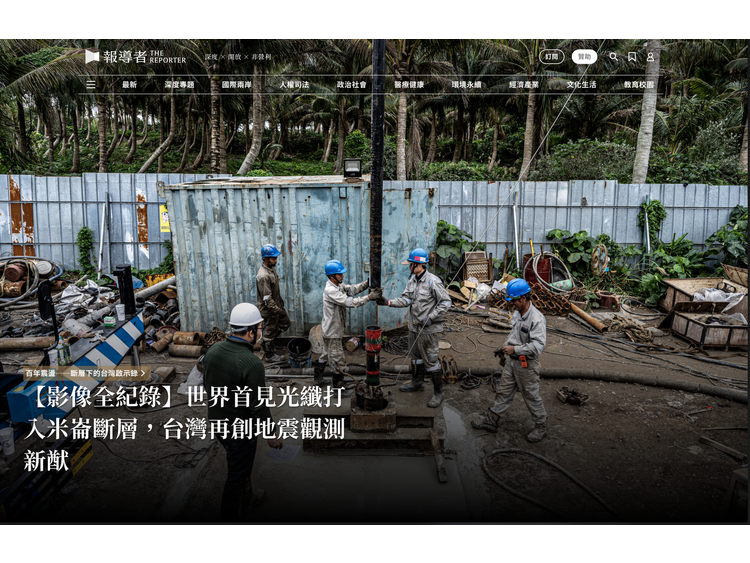 報導者 THE REPORTER
深度 × 開放 × 非營利
訂閱 贊助
最新 深度專題 國際兩岸 人權司法 政治社會 醫療健康 環境永續 經濟產業 文化生活 教育校園
百年震盪——斷層下的台灣啟示錄
【影像全紀錄】世界首見光纖打
入米崙斷層，台灣再創地震觀測
新猷